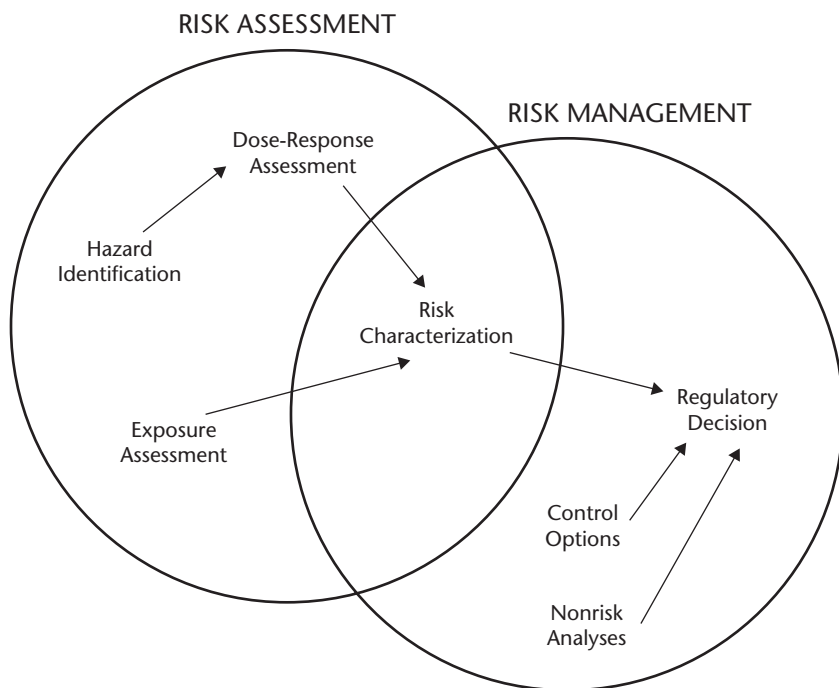 RISK ASSESSMENT
RISK MANAGEMENT
Dose-Response
Assessment
Hazard
Identification
Risk
Characterization
Exposure
Assessment
Regulatory
Decision
Control
Options
Nonrisk
Analyses